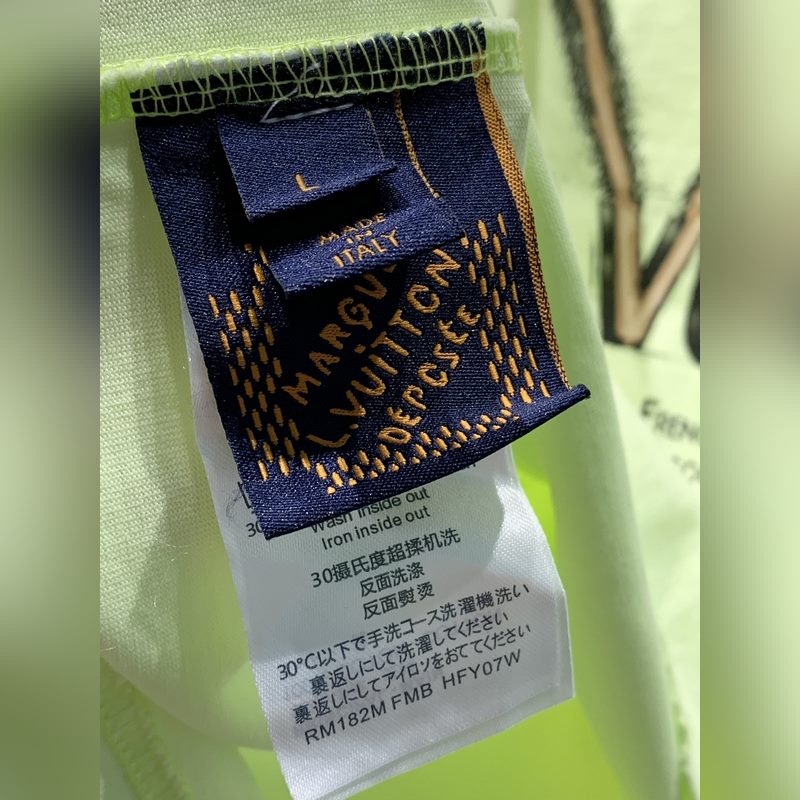 L
MADE
IN
ITALY
MARQU
L.VUITTON
DEPOSÉE
30
Wash inside out
Iron inside out
30摄氏度超揉机洗
反面洗涤
反面熨烫
30°C以下で手洗コース洗濯機洗い
裏返しにして洗濯してください
裏返しにしてアイロンをおててください
RM182M FMB HFY07W